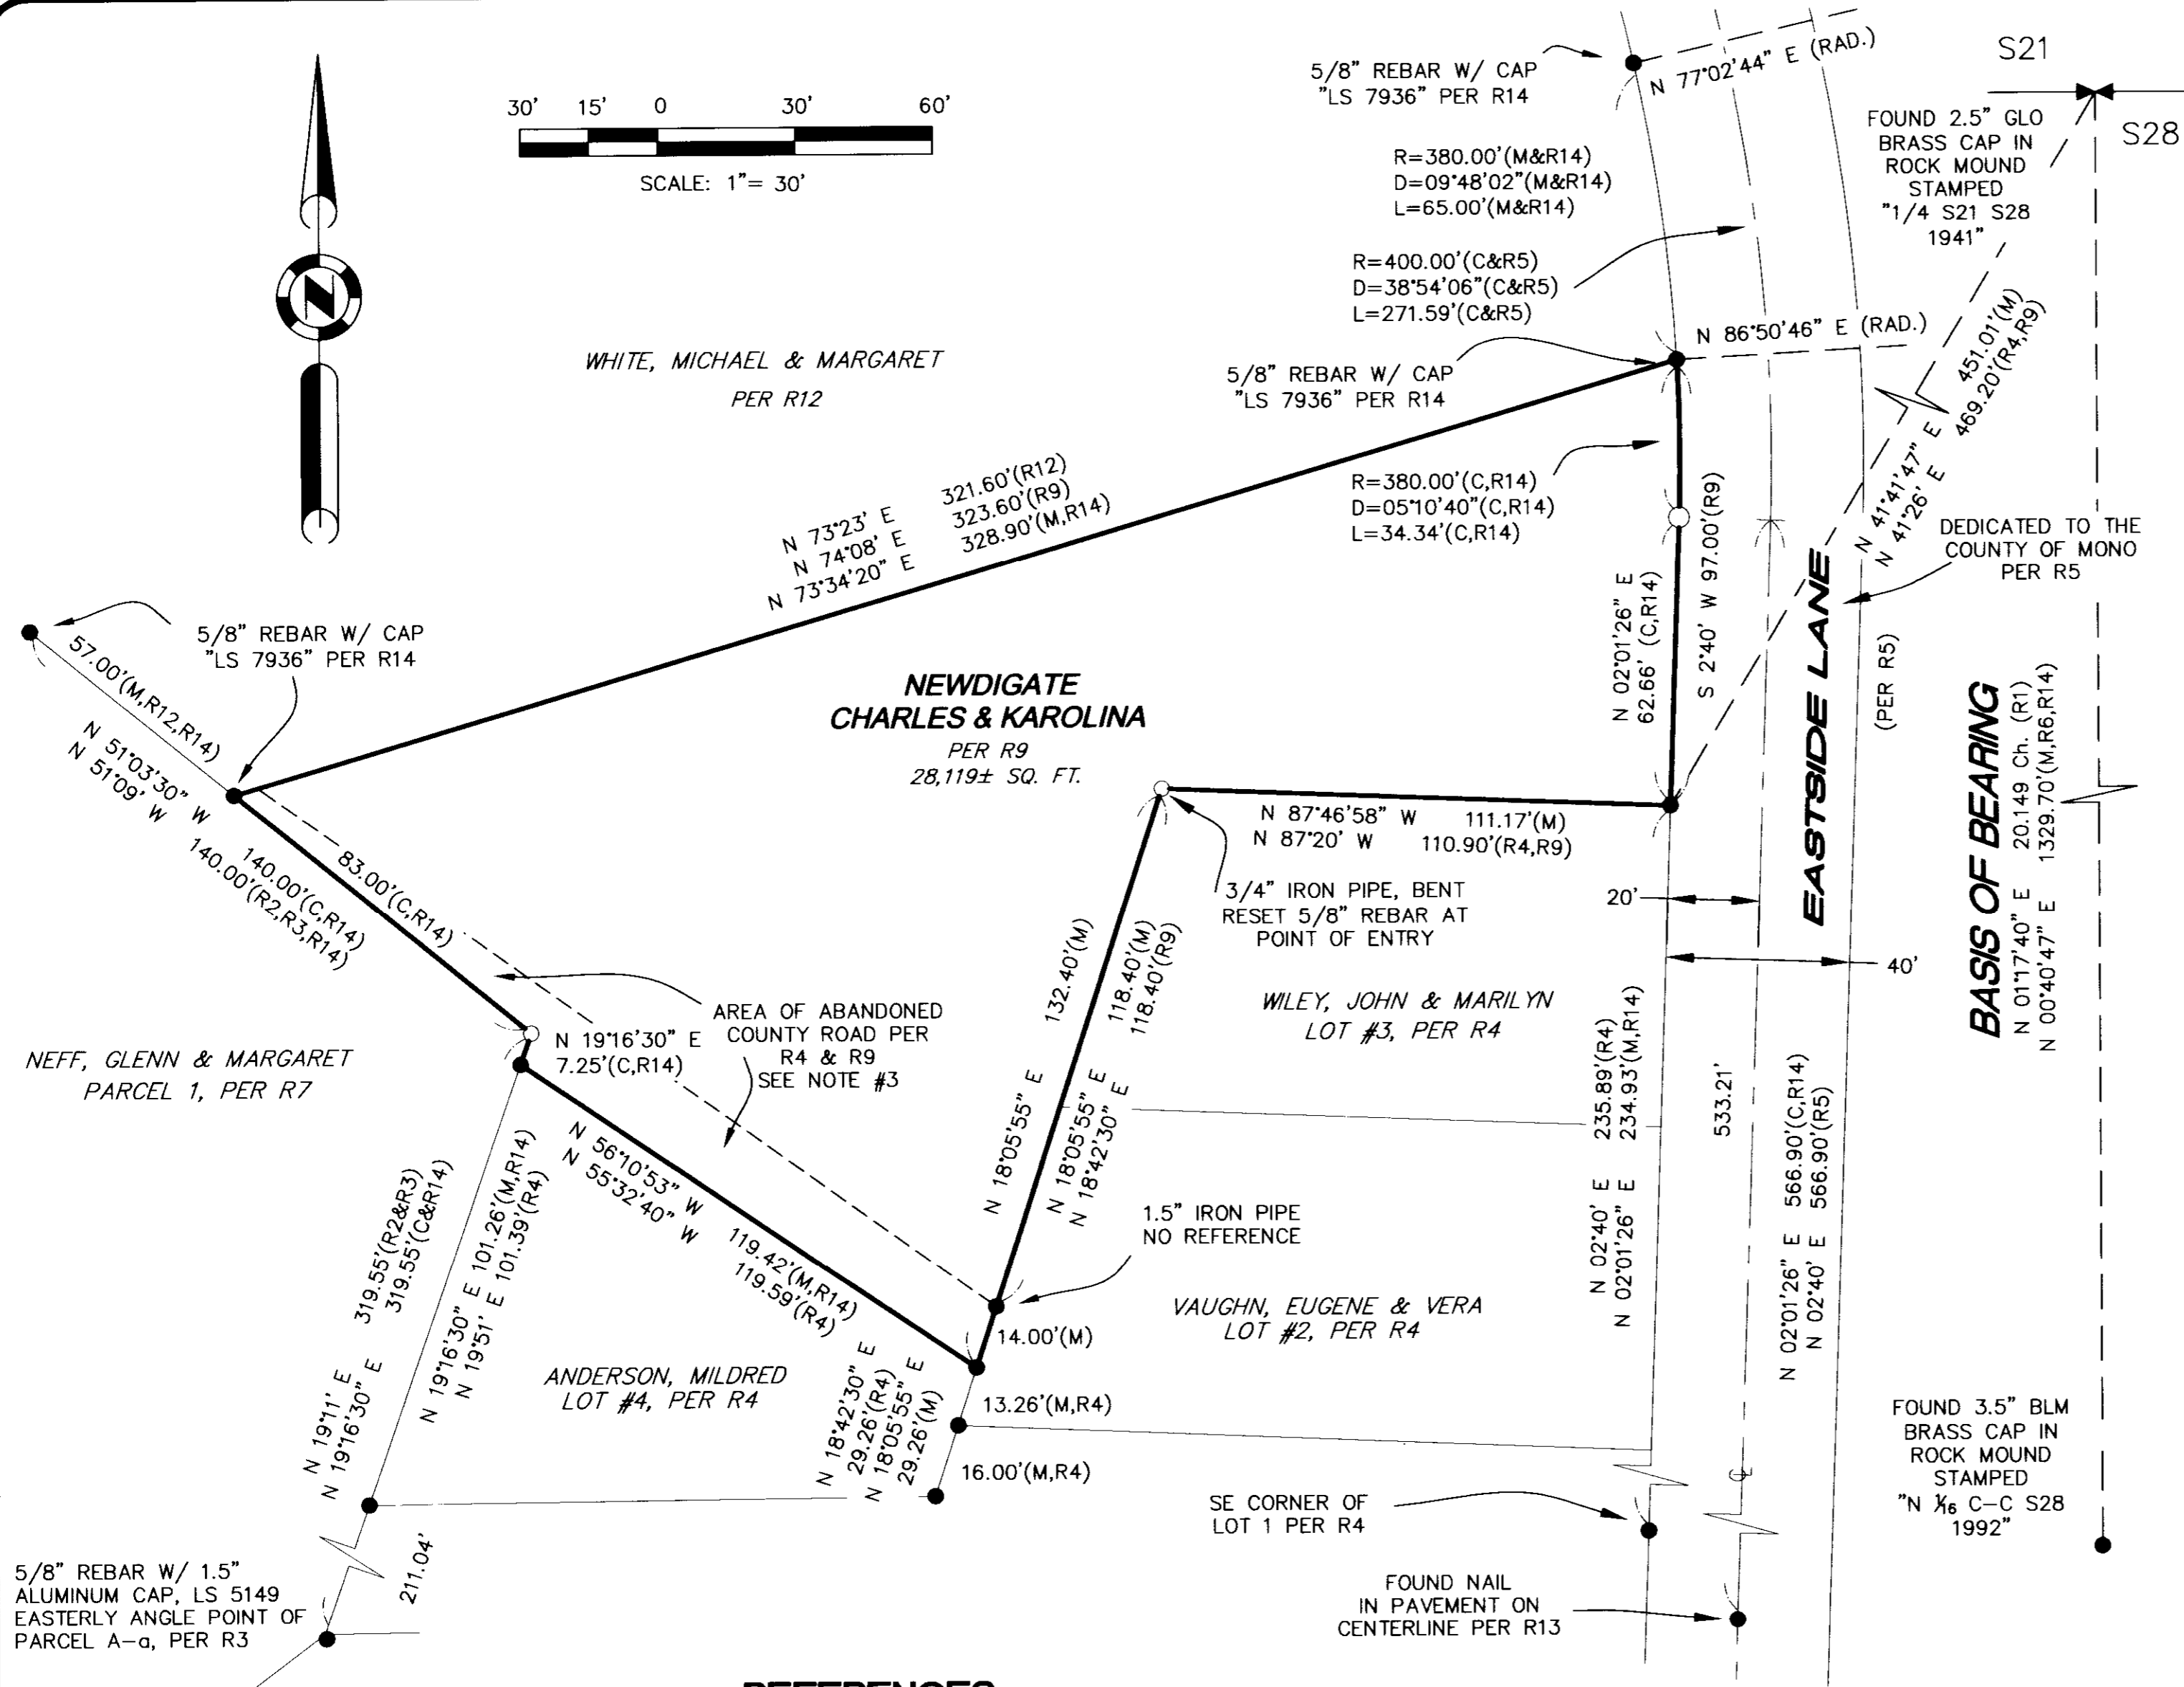 30' 15' 0 30' 60'
SCALE: 1"= 30'
N
5/8" REBAR W/ CAP
"LS 7936" PER R14
N 77°02'44" E (RAD.)
S21
S28
FOUND 2.5" GLO
BRASS CAP IN
ROCK MOUND
STAMPED
"1/4 S21 S28
1941"
R=380.00'(M&R14)
D=09°48'02"(M&R14)
L=65.00'(M&R14)
R=400.00'(C&R5)
D=38°54'06"(C&R5)
L=271.59'(C&R5)
N 86°50'46" E (RAD.)
WHITE, MICHAEL & MARGARET
PER R12
5/8" REBAR W/ CAP
"LS 7936" PER R14
N 41°41'47" E 451.01'(M)
N 41°26' E 469.20'(R4,R9)
N 73°23' E 321.60'(R12)
N 74°08' E 323.60'(R9)
N 73°34'20" E 328.90'(M,R14)
R=380.00'(C,R14)
D=05°10'40"(C,R14)
L=34.34'(C,R14)
DEDICATED TO THE
COUNTY OF MONO
PER R5
N 02°01'26" E
62.66' (C,R14)
S 2°40' W 97.00'(R9)
EASTSIDE LANE
(PER R5)
BASIS OF BEARING
N 01°17'40" E 20.149 Ch. (R1)
N 00°40'47" E 1329.70'(M,R6,R14)
5/8" REBAR W/ CAP
"LS 7936" PER R14
57.00'(M,R12,R14)
N 51°03'30" W
N 51°09' W
140.00'(C,R14)
140.00'(R2,R3,R14)
83.00'(C,R14)
NEWDIGATE
CHARLES & KAROLINA
PER R9
28,119± SQ. FT.
N 87°46'58" W 111.17'(M)
N 87°20' W 110.90'(R4,R9)
3/4" IRON PIPE, BENT
RESET 5/8" REBAR AT
POINT OF ENTRY
20'
40'
WILEY, JOHN & MARILYN
LOT #3, PER R4
AREA OF ABANDONED
COUNTY ROAD PER
R4 & R9
SEE NOTE #3
N 19°16'30" E
7.25'(C,R14)
NEFF, GLENN & MARGARET
PARCEL 1, PER R7
N 18°05'55" E 132.40'(M)
N 18°05'55" E 118.40'(M)
N 18°42'30" E 118.40'(R9)
N 02°40' E 235.89'(R4)
N 02°01'26" E 234.93'(M,R14)
533.21'
N 02°01'26" E 566.90'(C,R14)
N 02°40' E 566.90'(R5)
N 56°10'53" W 119.42'(M,R14)
N 55°32'40" W 119.59'(R4)
1.5" IRON PIPE
NO REFERENCE
14.00'(M)
VAUGHN, EUGENE & VERA
LOT #2, PER R4
N 19°11' E 319.55'(R2&R3)
N 19°16'30" E 319.55'(C&R14)
N 19°16'30" E 101.26'(M,R14)
N 19°51' E 101.39'(R4)
ANDERSON, MILDRED
LOT #4, PER R4
N 18°42'30" E
29.26'(R4)
N 18°05'55" E
29.26'(M)
13.26'(M,R4)
16.00'(M,R4)
FOUND 3.5" BLM
BRASS CAP IN
ROCK MOUND
STAMPED
"N 1/16 C-C S28
1992"
SE CORNER OF
LOT 1 PER R4
FOUND NAIL
IN PAVEMENT ON
CENTERLINE PER R13
211.04'
5/8" REBAR W/ 1.5"
ALUMINUM CAP, LS 5149
EASTERLY ANGLE POINT OF
PARCEL A-a, PER R3
REFERENCES